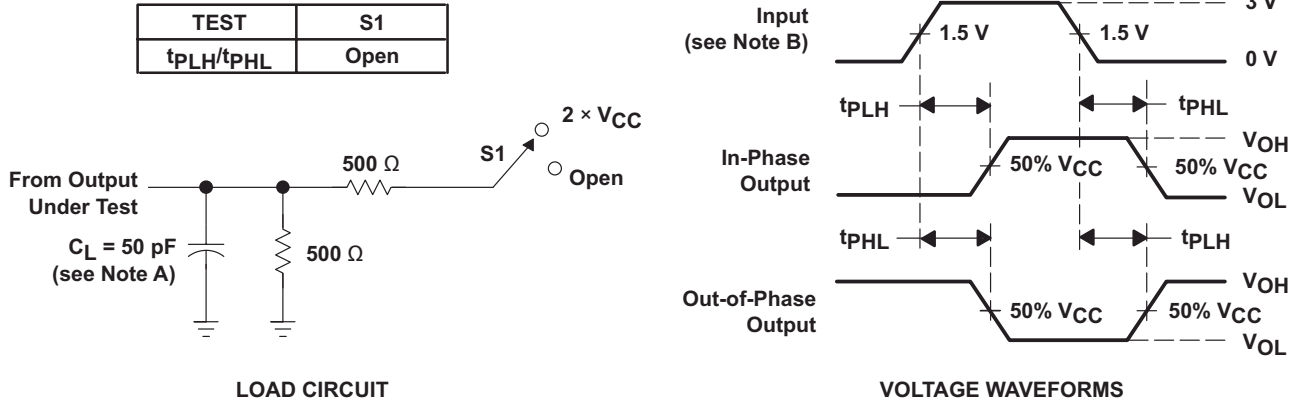 TEST S1
tPLH/tPHL Open
2 × VCC
S1
Open
500 Ω
From Output
Under Test
CL = 50 pF
(see Note A)
500 Ω
LOAD CIRCUIT
Input
(see Note B)
1.5 V 1.5 V
3 V
0 V
tPLH tPHL
In-Phase
Output
50% VCC 50% VCC
VOH
VOL
tPHL tPLH
Out-of-Phase
Output
50% VCC 50% VCC
VOH
VOL
VOLTAGE WAVEFORMS